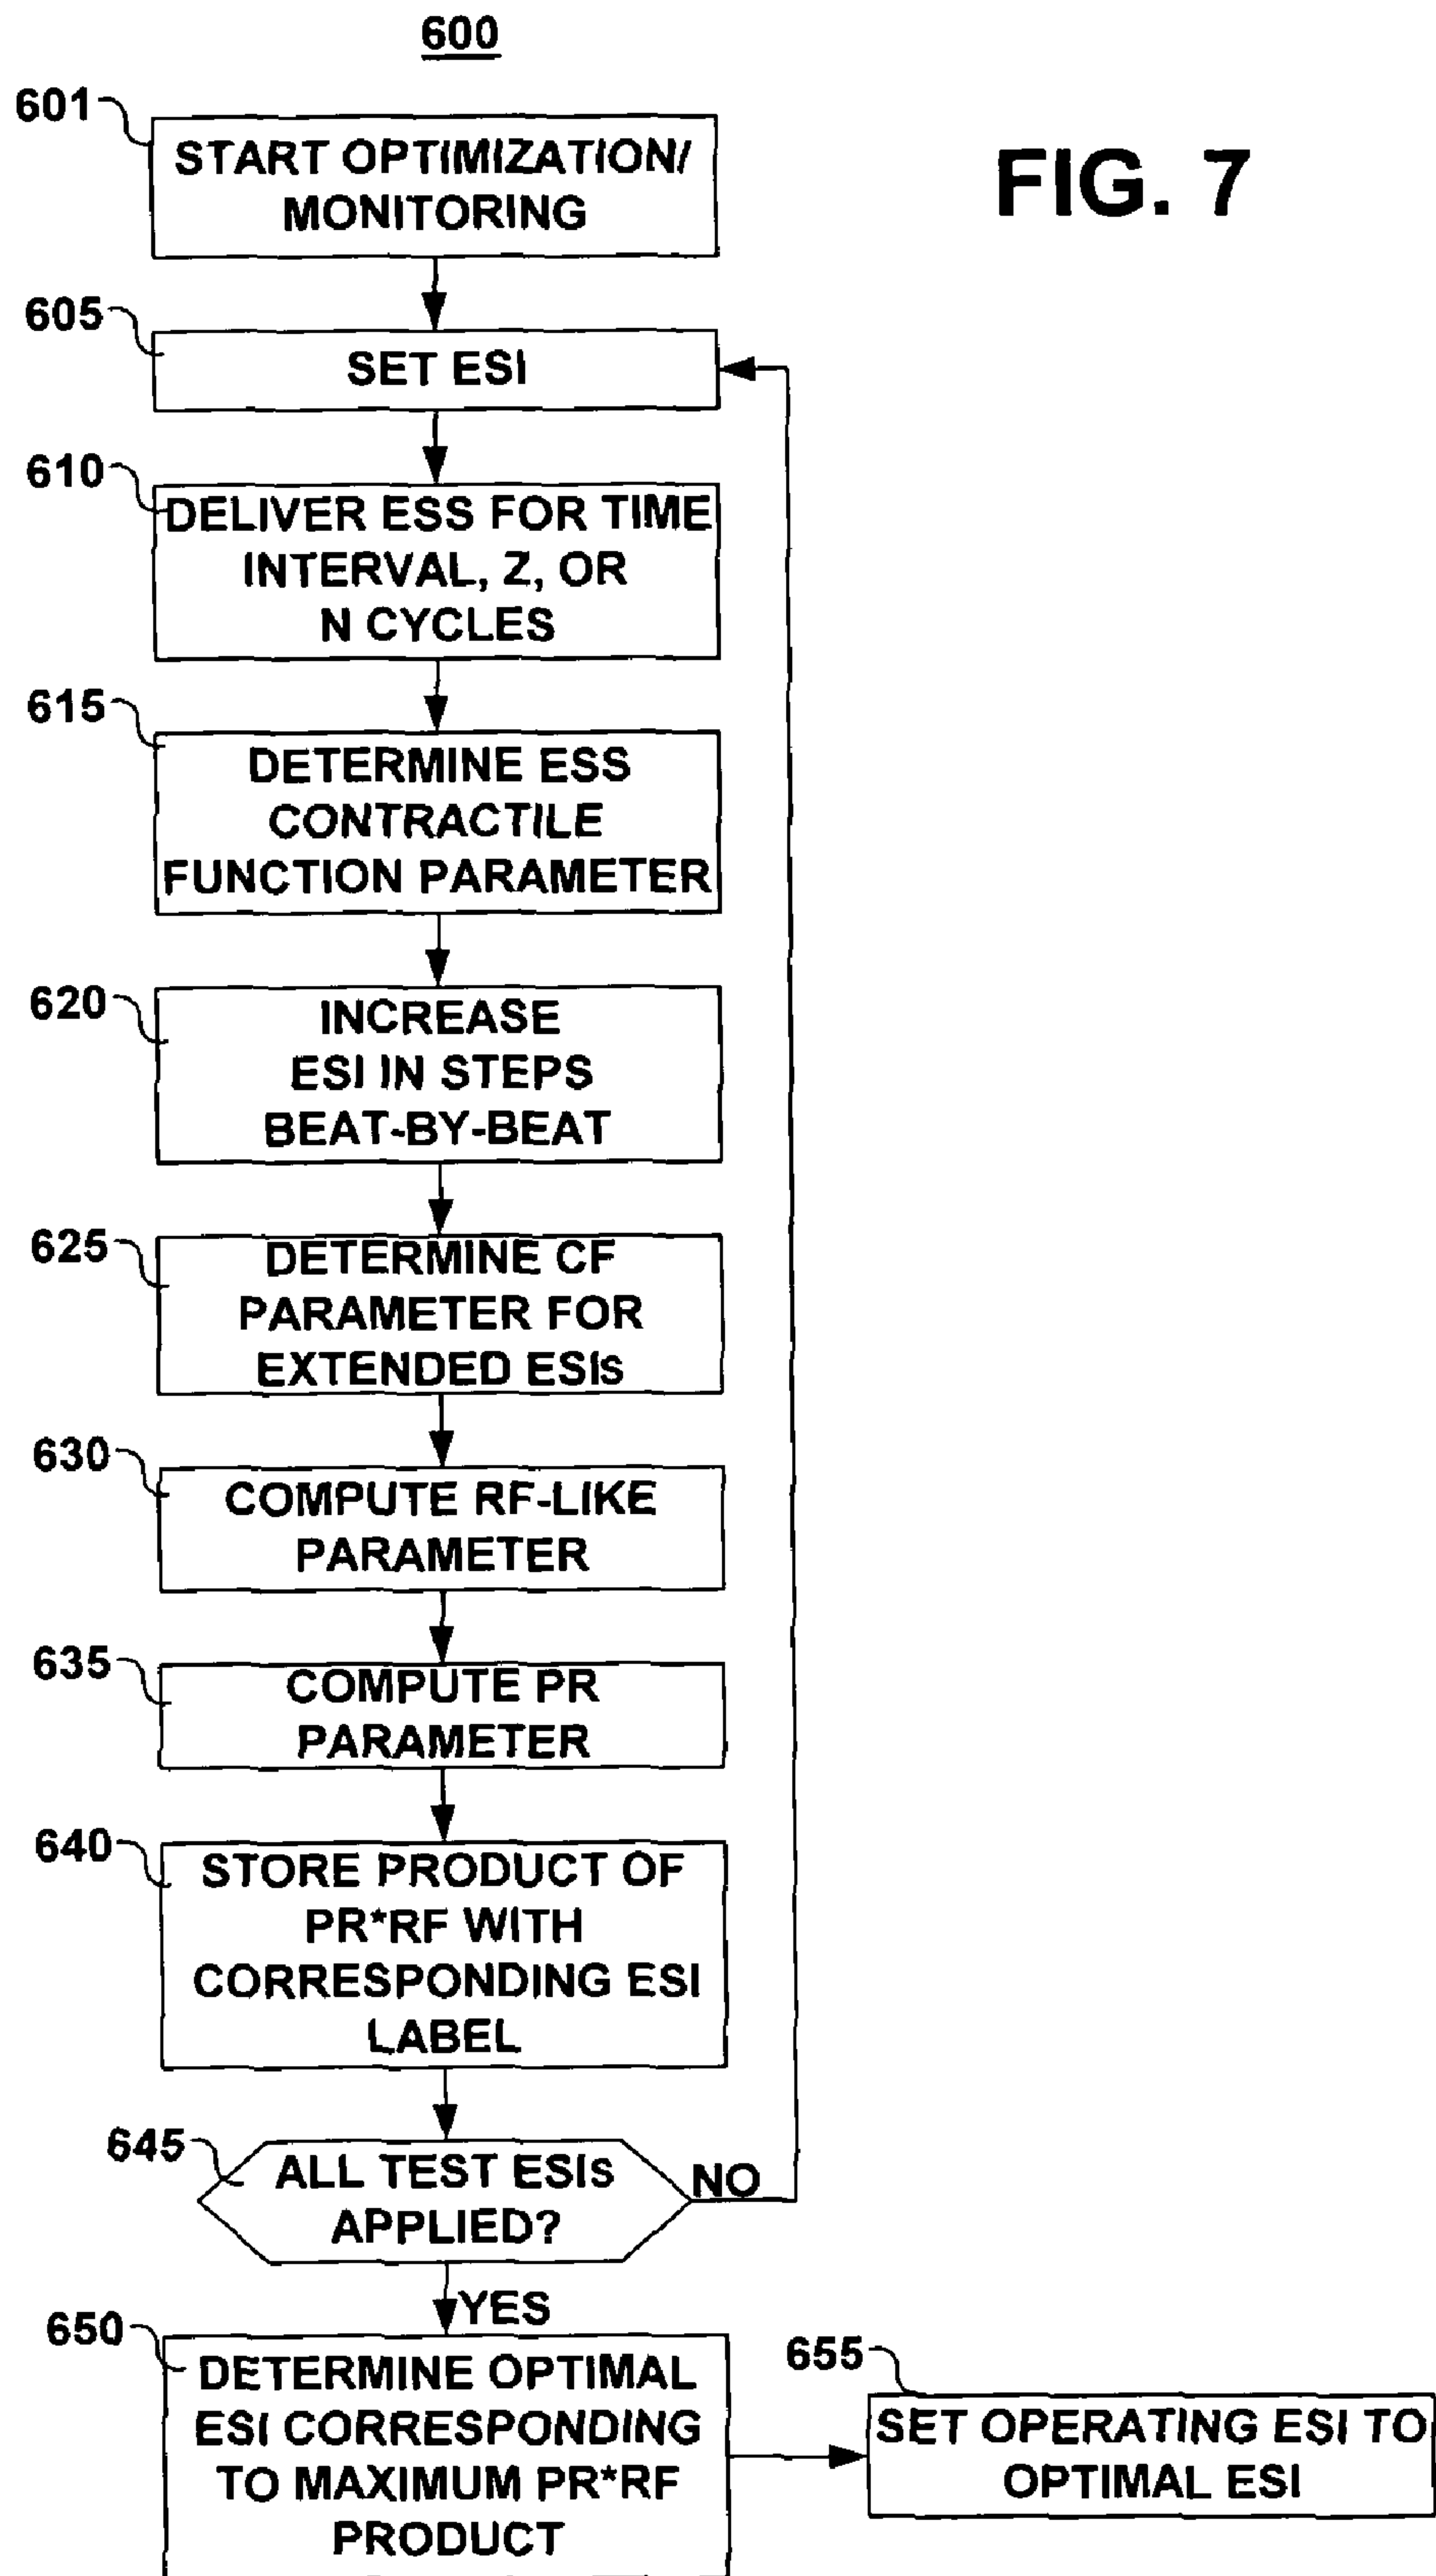 600
FIG. 7
601
START OPTIMIZATION/
MONITORING
605
SET ESI
610
DELIVER ESS FOR TIME
INTERVAL, Z, OR
N CYCLES
615
DETERMINE ESS
CONTRACTILE
FUNCTION PARAMETER
620
INCREASE
ESI IN STEPS
BEAT-BY-BEAT
625
DETERMINE CF
PARAMETER FOR
EXTENDED ESIs
630
COMPUTE RF-LIKE
PARAMETER
635
COMPUTE PR
PARAMETER
640
STORE PRODUCT OF
PR*RF WITH
CORRESPONDING ESI
LABEL
645
ALL TEST ESIs
APPLIED?
NO
YES
650
DETERMINE OPTIMAL
ESI CORRESPONDING
TO MAXIMUM PR*RF
PRODUCT
655
SET OPERATING ESI TO
OPTIMAL ESI